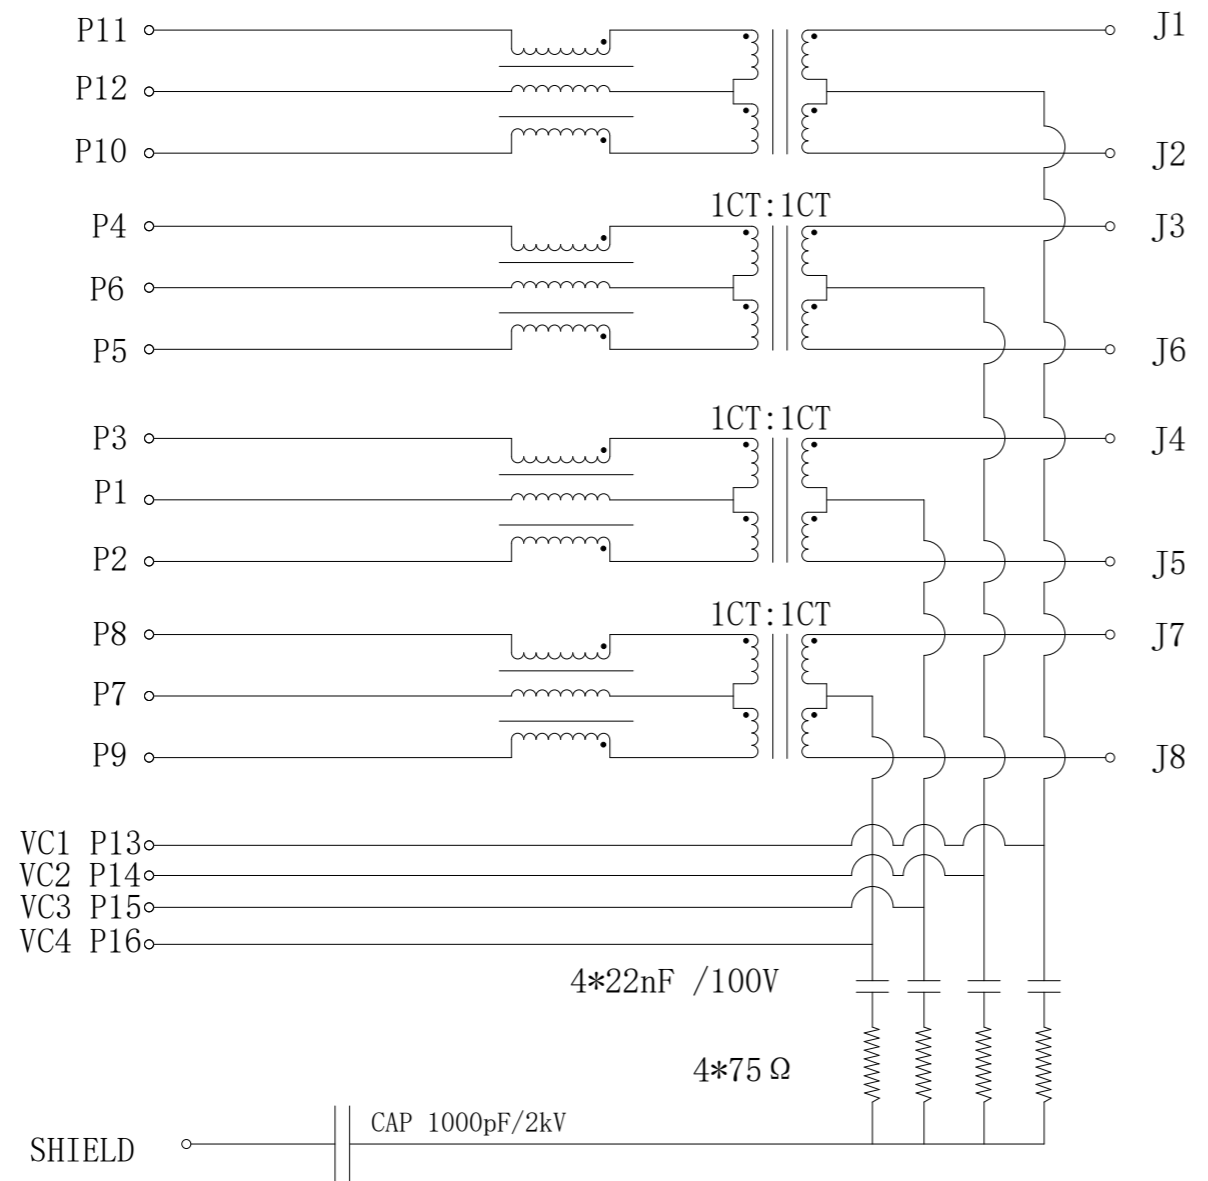 P11 J1
P12
P10 J2
1CT:1CT
P4 J3
P6
P5 J6
1CT:1CT
P3 J4
P1
P2 J5
1CT:1CT
P8 J7
P7
P9 J8
VC1 P13
VC2 P14
VC3 P15
VC4 P16
4*22nF /100V
4*75Ω
CAP 1000pF/2kV
SHIELD